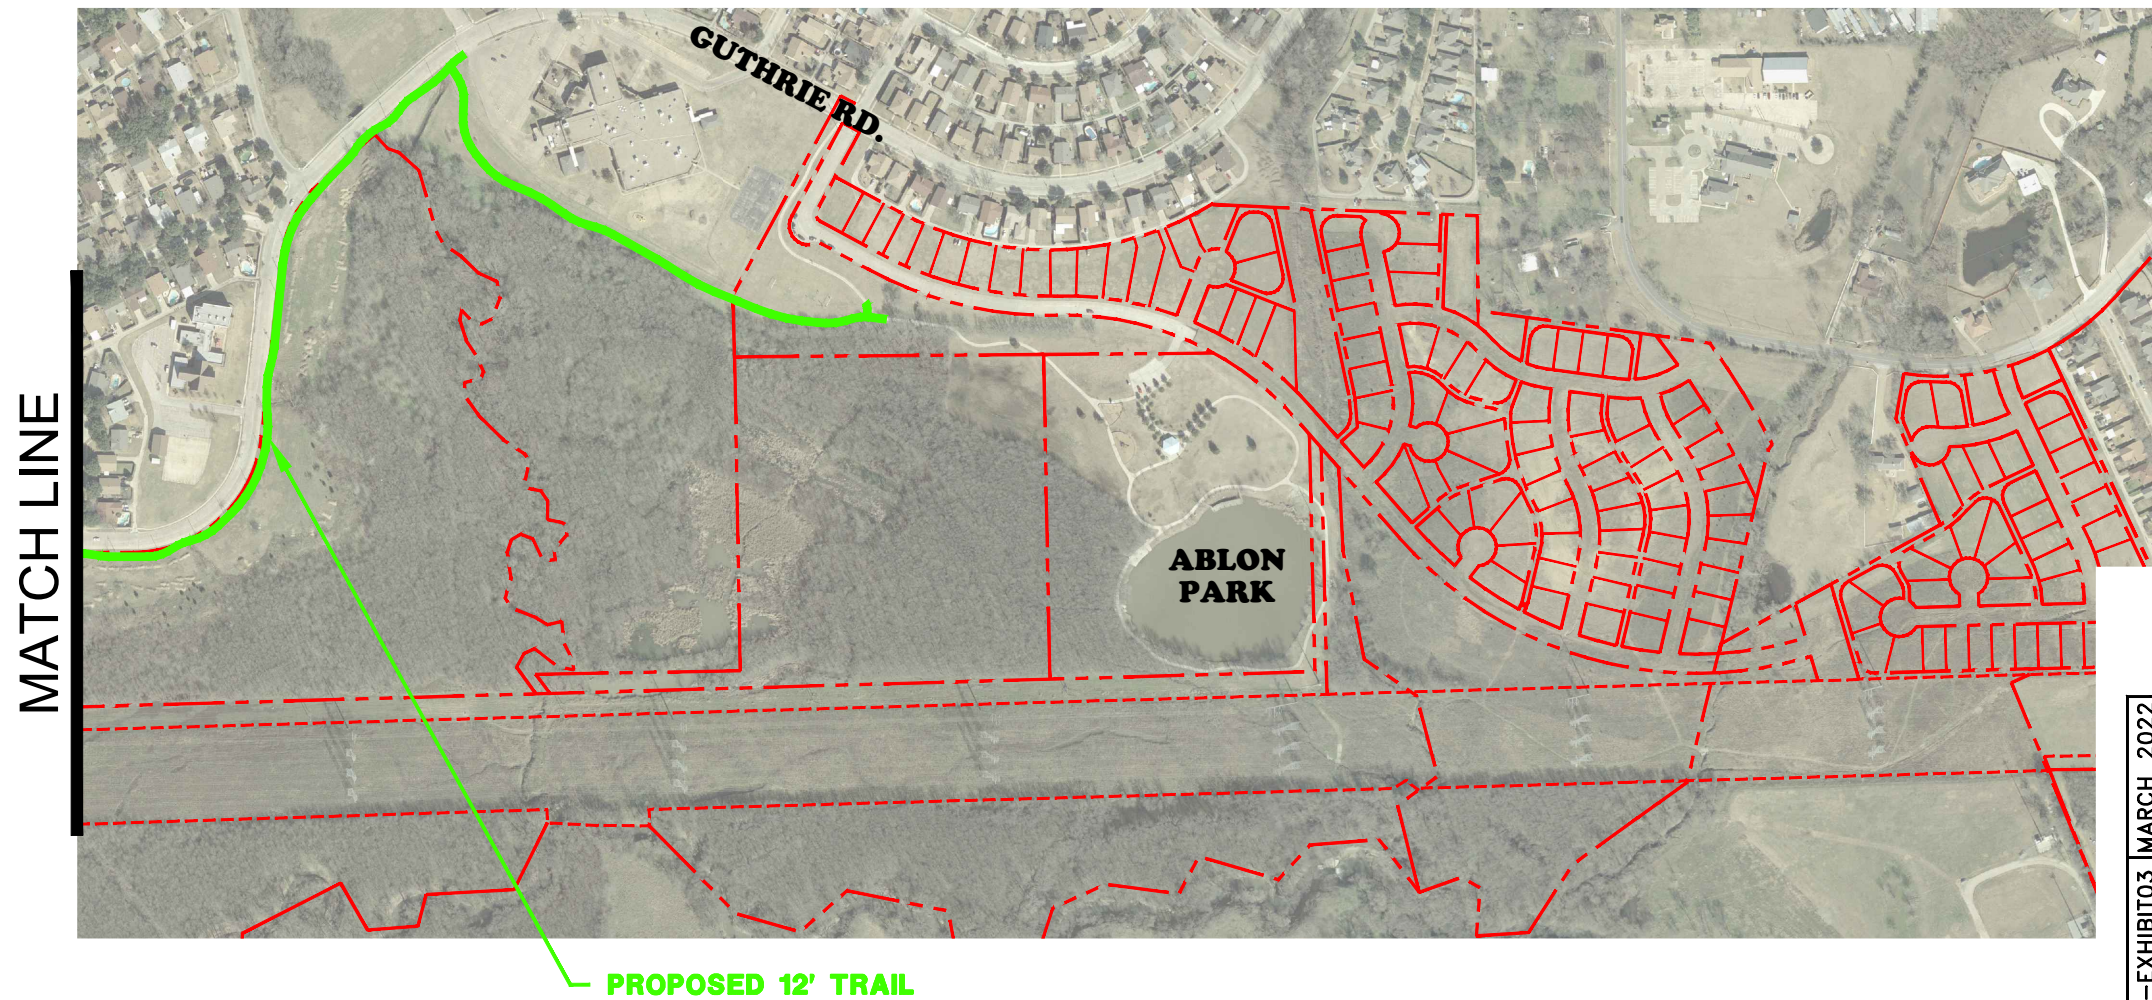 GUTHRIE RD.
MATCH LINE
ABLON
PARK
PROPOSED 12' TRAIL
MARCH 2022
EXHIBIT03